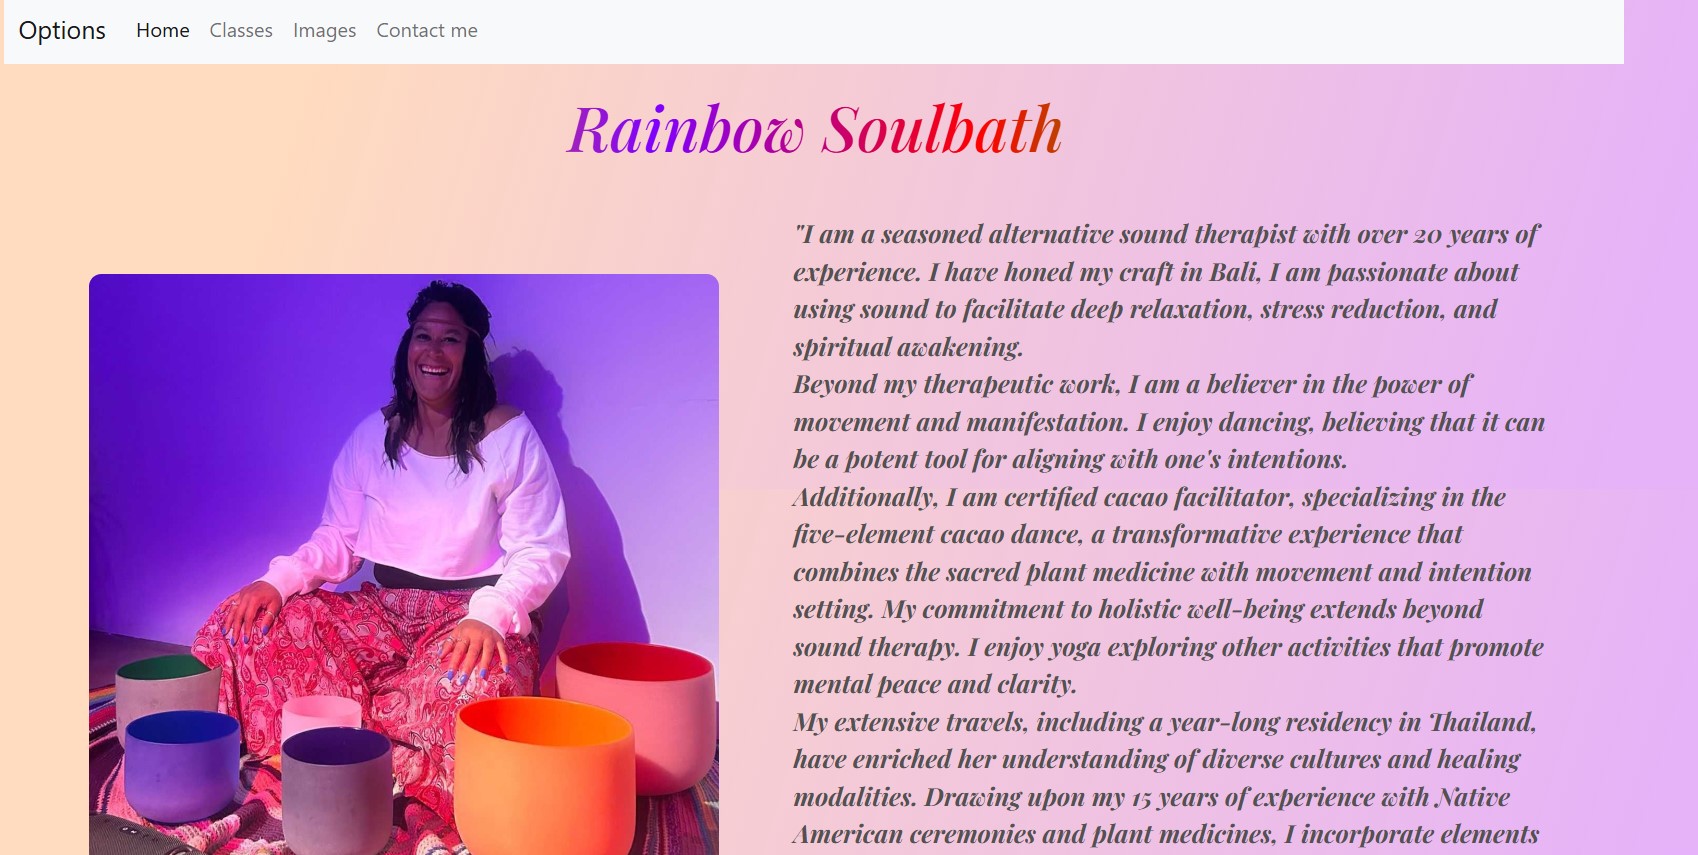 Options Home Classes Images Contact me
Rainbow Soulbath
"I am a seasoned alternative sound therapist with over 20 years of
experience. I have honed my craft in Bali, I am passionate about
using sound to facilitate deep relaxation, stress reduction, and
spiritual awakening.
Beyond my therapeutic work, I am a believer in the power of
movement and manifestation. I enjoy dancing, believing that it can
be a potent tool for aligning with one's intentions.
Additionally, I am certified cacao facilitator, specializing in the
five-element cacao dance, a transformative experience that
combines the sacred plant medicine with movement and intention
setting. My commitment to holistic well-being extends beyond
sound therapy. I enjoy yoga exploring other activities that promote
mental peace and clarity.
My extensive travels, including a year-long residency in Thailand,
have enriched her understanding of diverse cultures and healing
modalities. Drawing upon my 15 years of experience with Native
American ceremonies and plant medicines, I incorporate elements